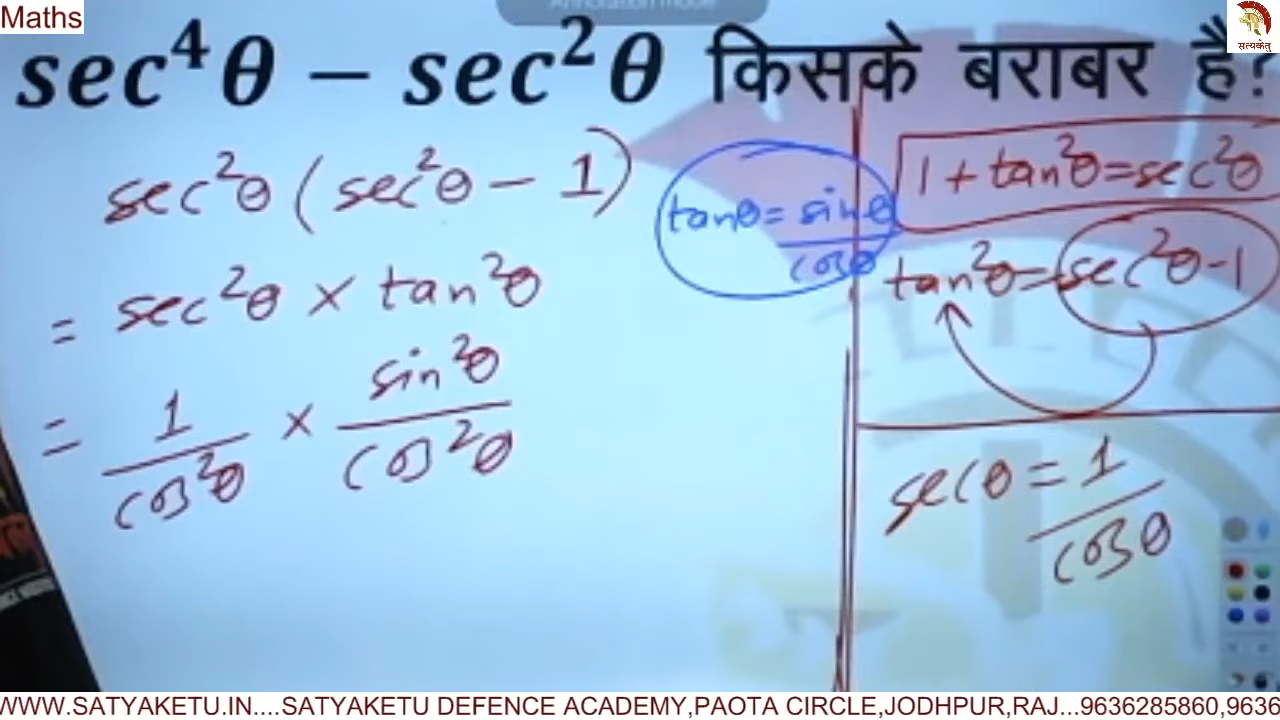 Maths
Annotation mode
सत्यकेतु
sec⁴θ − sec²θ किसके बराबर है?
sec²θ (sec²θ − 1)
= sec²θ × tan²θ
= 1/cos²θ × sin²θ/cos²θ
tanθ = sinθ/cosθ
1 + tan²θ = sec²θ
tan²θ = sec²θ - 1
secθ = 1/cosθ
WWW.SATYAKETU.IN....SATYAKETU DEFENCE ACADEMY,PAOTA CIRCLE,JODHPUR,RAJ...9636285860,9636